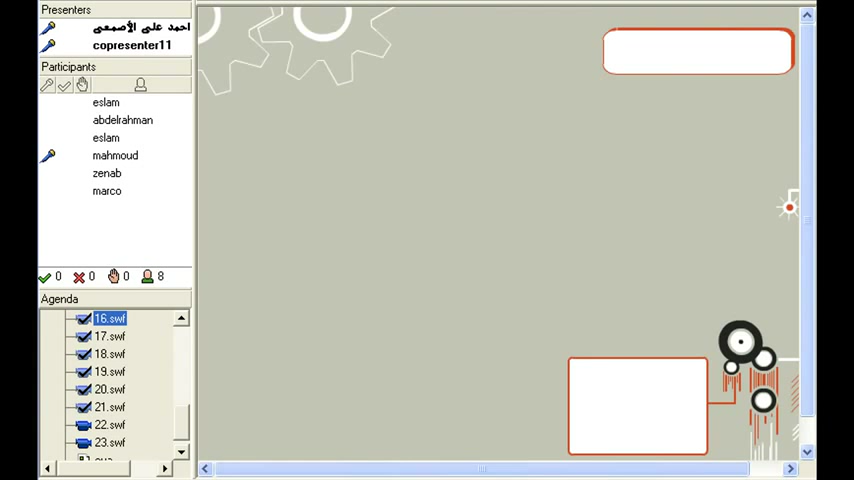 Presenters
احمد على الأصمعى
copresenter11
Participants
eslam
abdelrahman
eslam
mahmoud
zenab
marco
0 0 0 8
Agenda
16.swf
17.swf
18.swf
19.swf
20.swf
21.swf
22.swf
23.swf